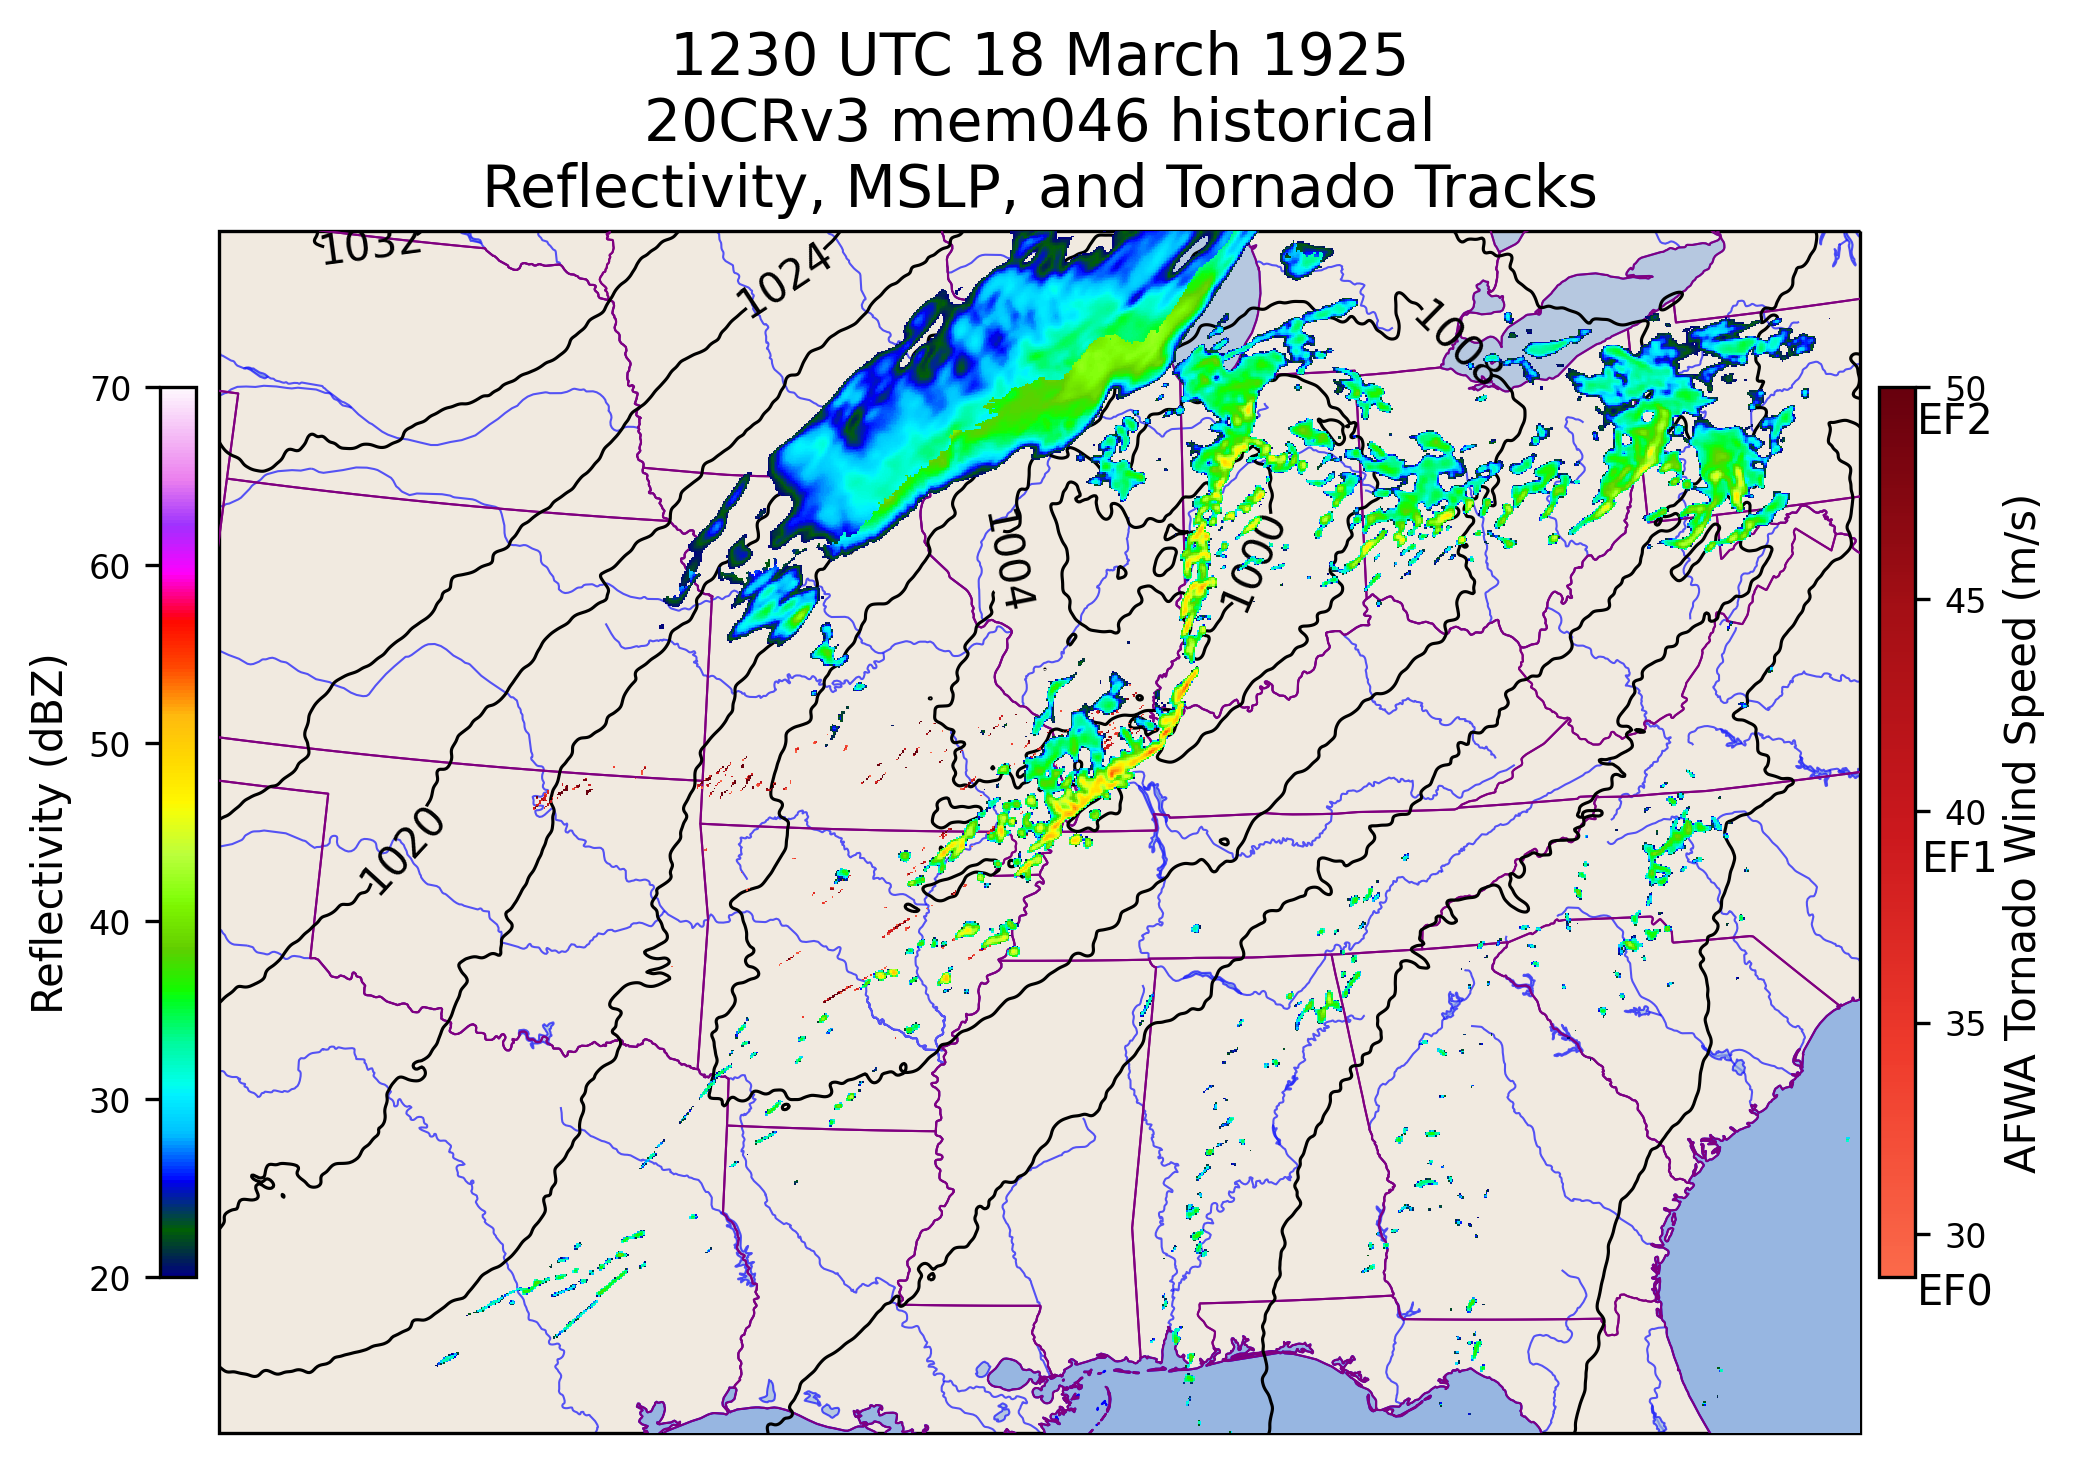 1230 UTC 18 March 1925
20CRv3 mem046 historical
Reflectivity, MSLP, and Tornado Tracks
1032
1024
1008
1004
1000
1020
70
60
50
40
30
20
Reflectivity (dBZ)
50
EF2
45
40
EF1
35
30
EF0
AFWA Tornado Wind Speed (m/s)